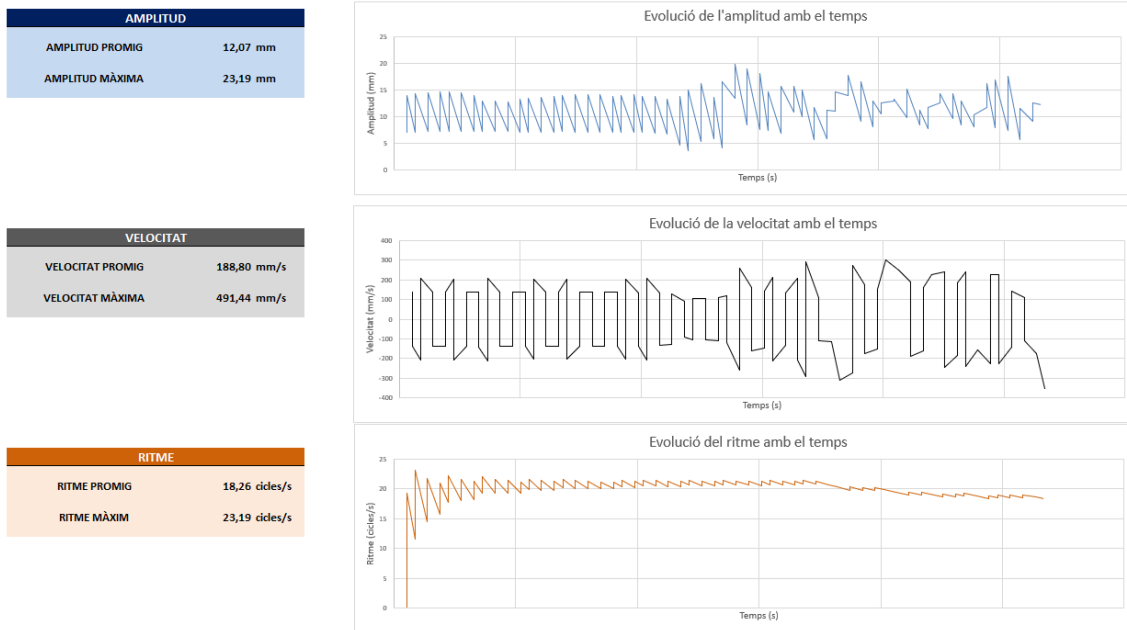 AMPLITUD
AMPLITUD PROMIG 12,07 mm
AMPLITUD MÀXIMA 23,19 mm
Evolució de l'amplitud amb el temps
Amplitud (mm)
25
20
15
10
5
0
Temps (s)
VELOCITAT
VELOCITAT PROMIG 188,80 mm/s
VELOCITAT MÀXIMA 491,44 mm/s
Evolució de la velocitat amb el temps
Velocitat (mm/s)
400
300
200
100
0
-100
-200
-300
-400
Temps (s)
RITME
RITME PROMIG 18,26 cicles/s
RITME MÀXIM 23,19 cicles/s
Evolució del ritme amb el temps
Ritme (cicles/s)
25
20
15
10
5
0
Temps (s)